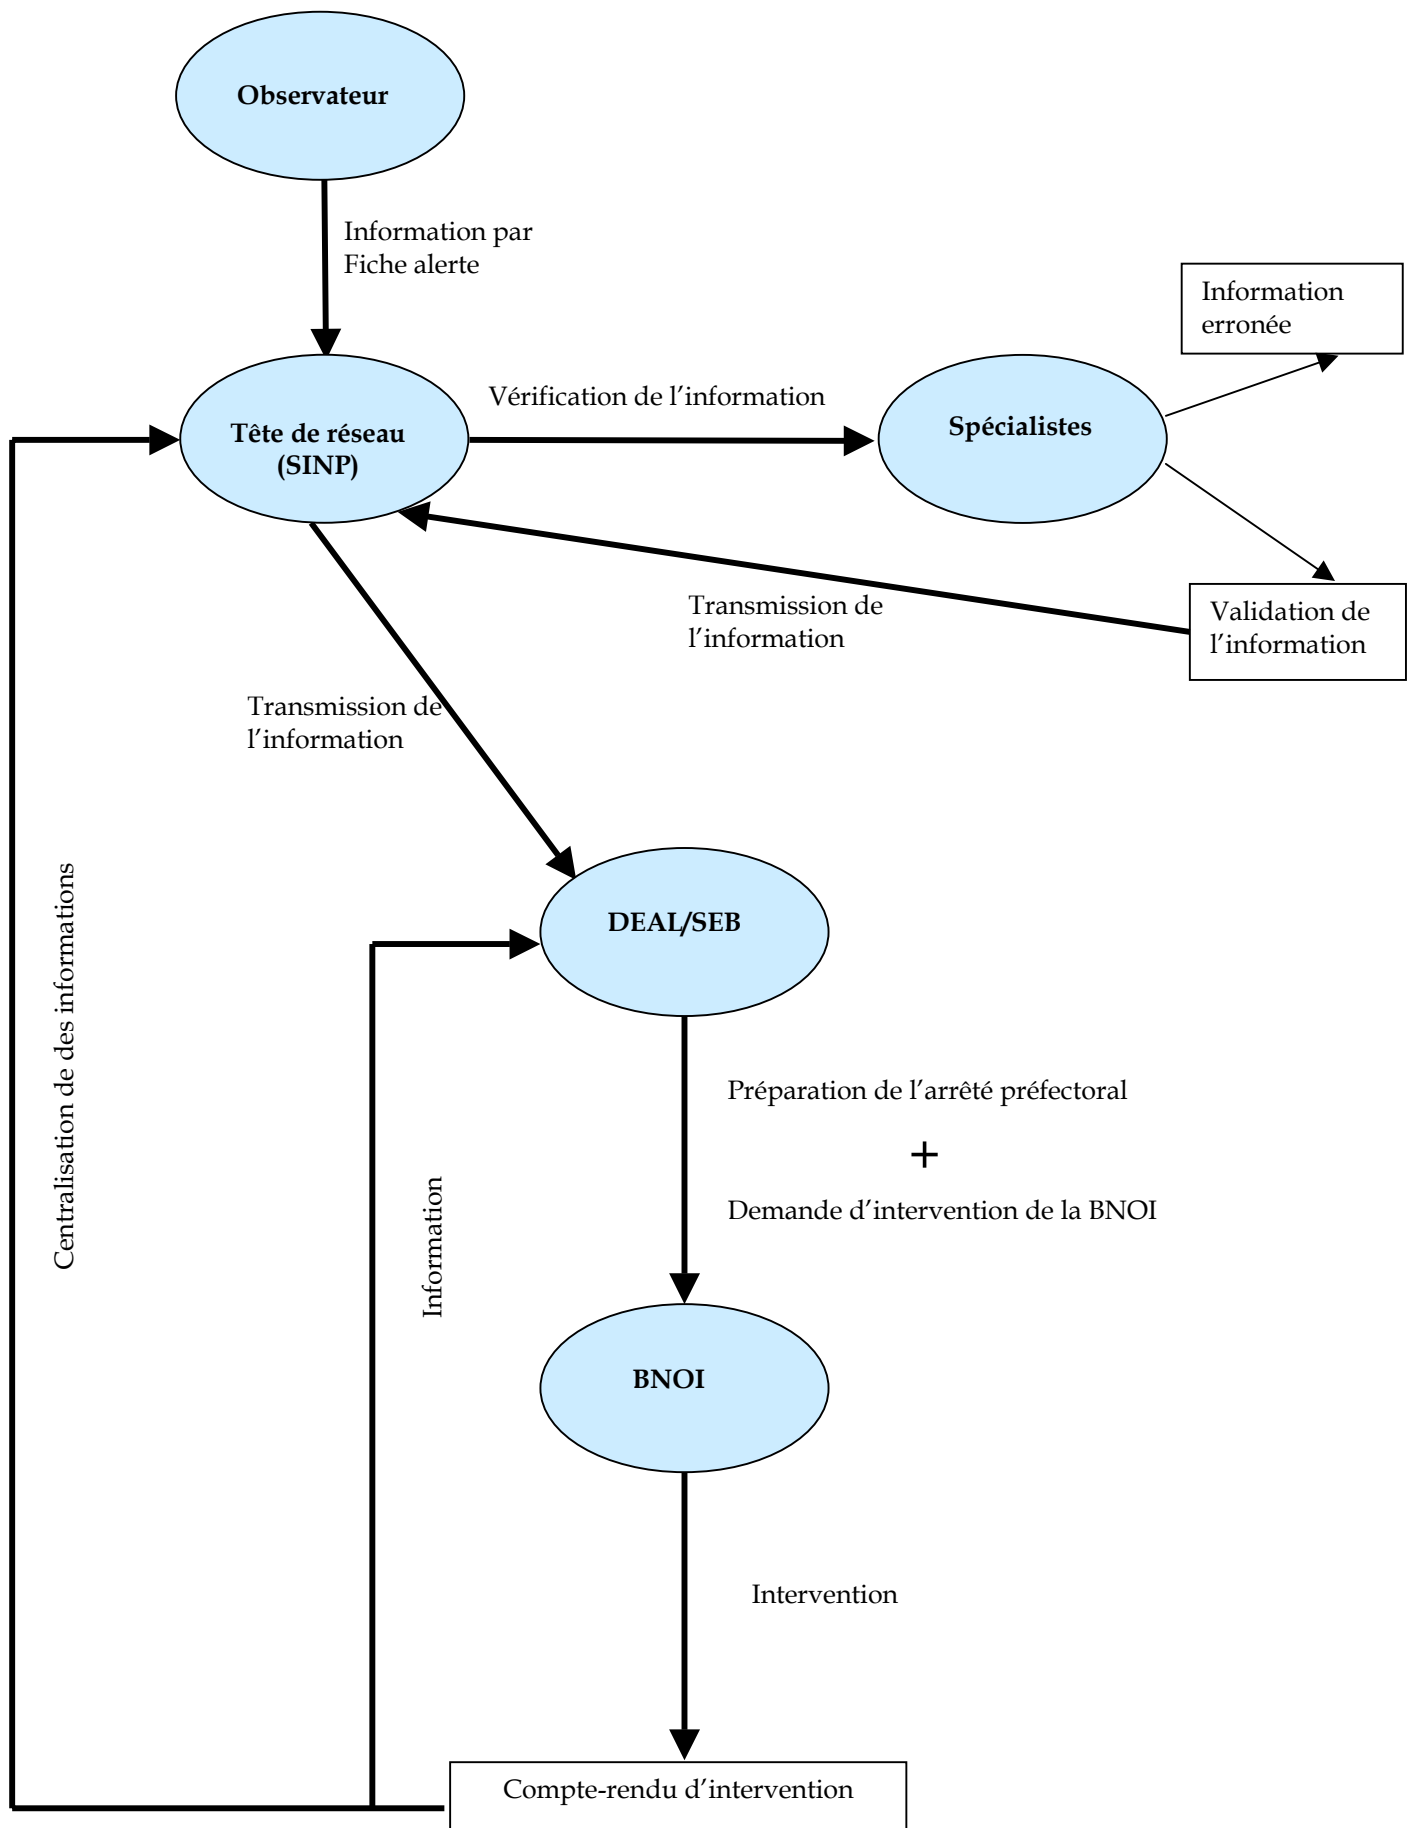 Observateur
Information par
Fiche alerte
Information
erronée
Vérification de l’information
Tête de réseau
(SINP)
Spécialistes
Transmission de
l’information
Validation de
l’information
Transmission de
l’information
Centralisation de des informations
DEAL/SEB
Préparation de l’arrêté préfectoral
+
Demande d’intervention de la BNOI
Information
BNOI
Intervention
Compte-rendu d’intervention